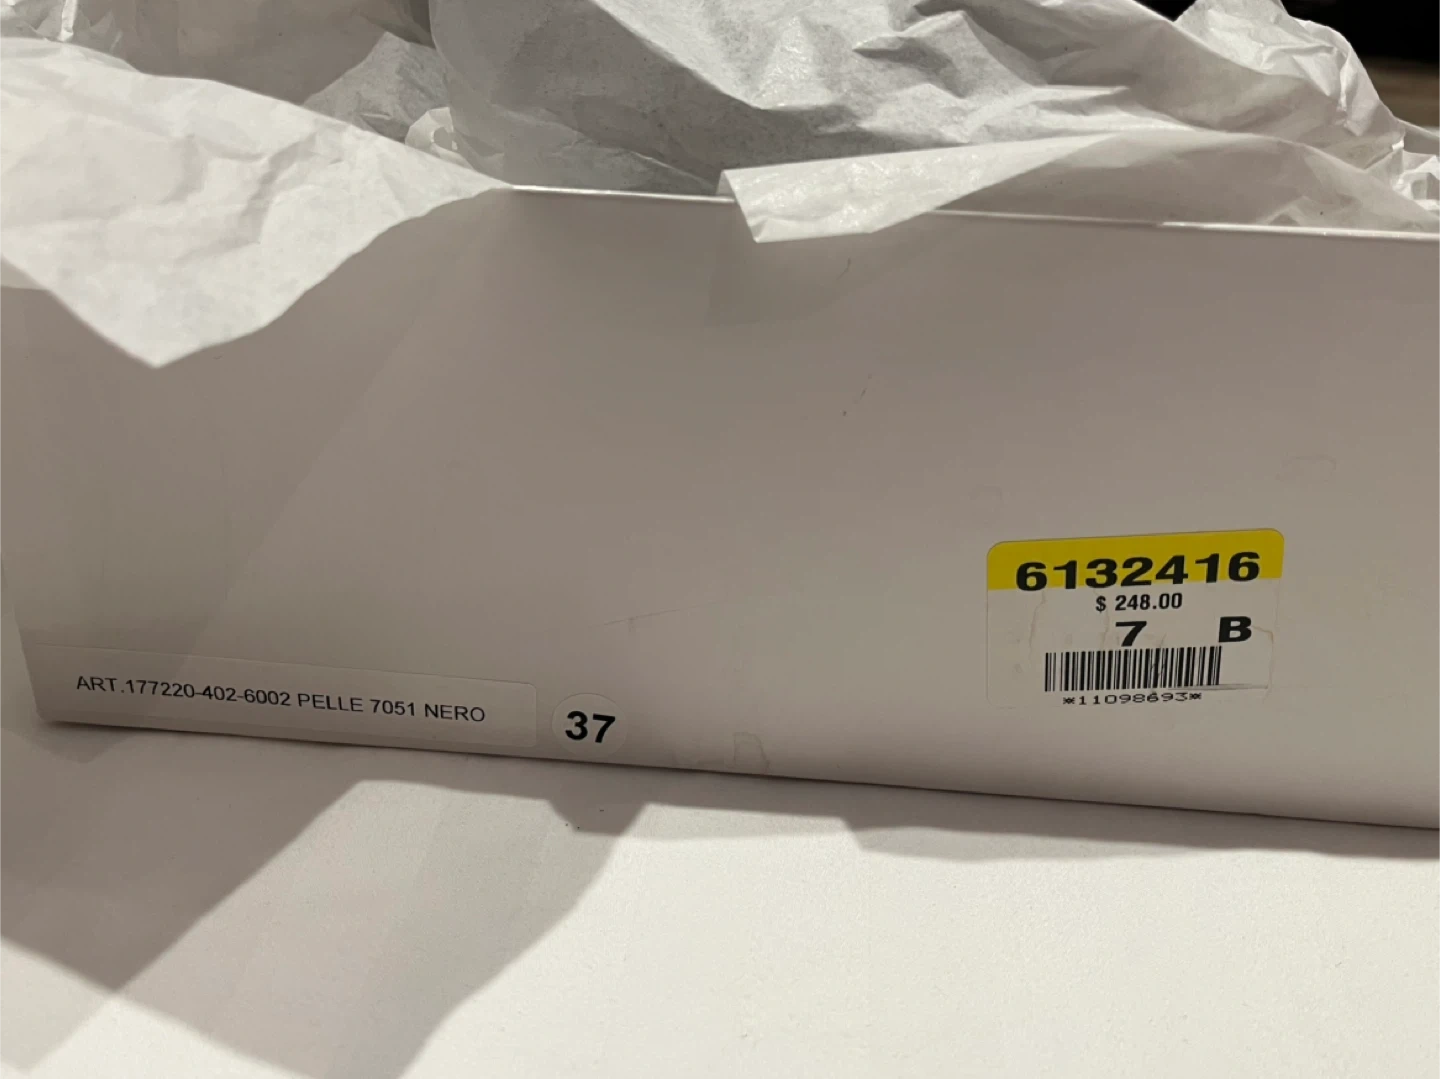 6132416
$ 248.00
7 B
*11098693*
ART.177220-402-6002 PELLE 7051 NERO
37